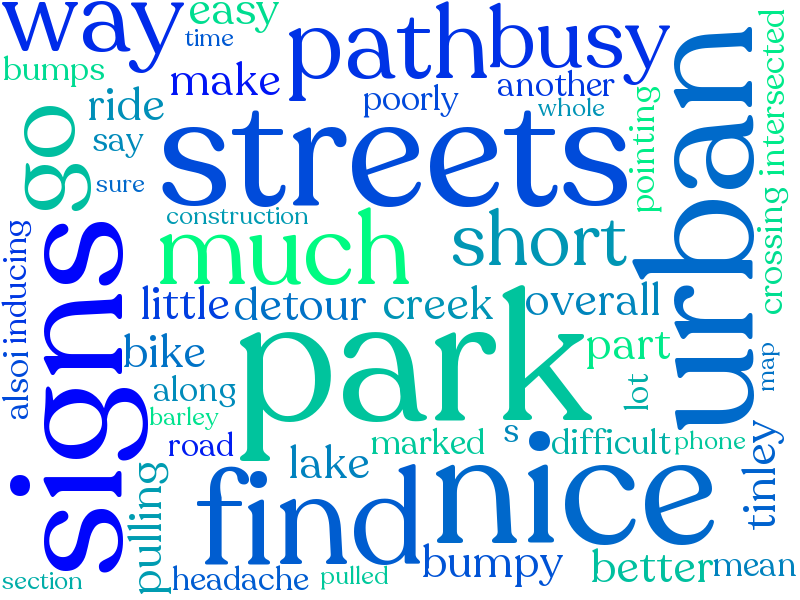 way
easy
time
path
busy
bumps
make
another
ride
poorly
whole
say
go
streets
pointing
urban
crossing intersected
sure
construction
much
short
signs
alsoi inducing
little
detour
creek
overall
park
bike
part
map
along
lot
barley
road
marked
s
difficult
phone
lake
tinley
pulling
find
nice
bumpy
better
mean
section
headache
pulled